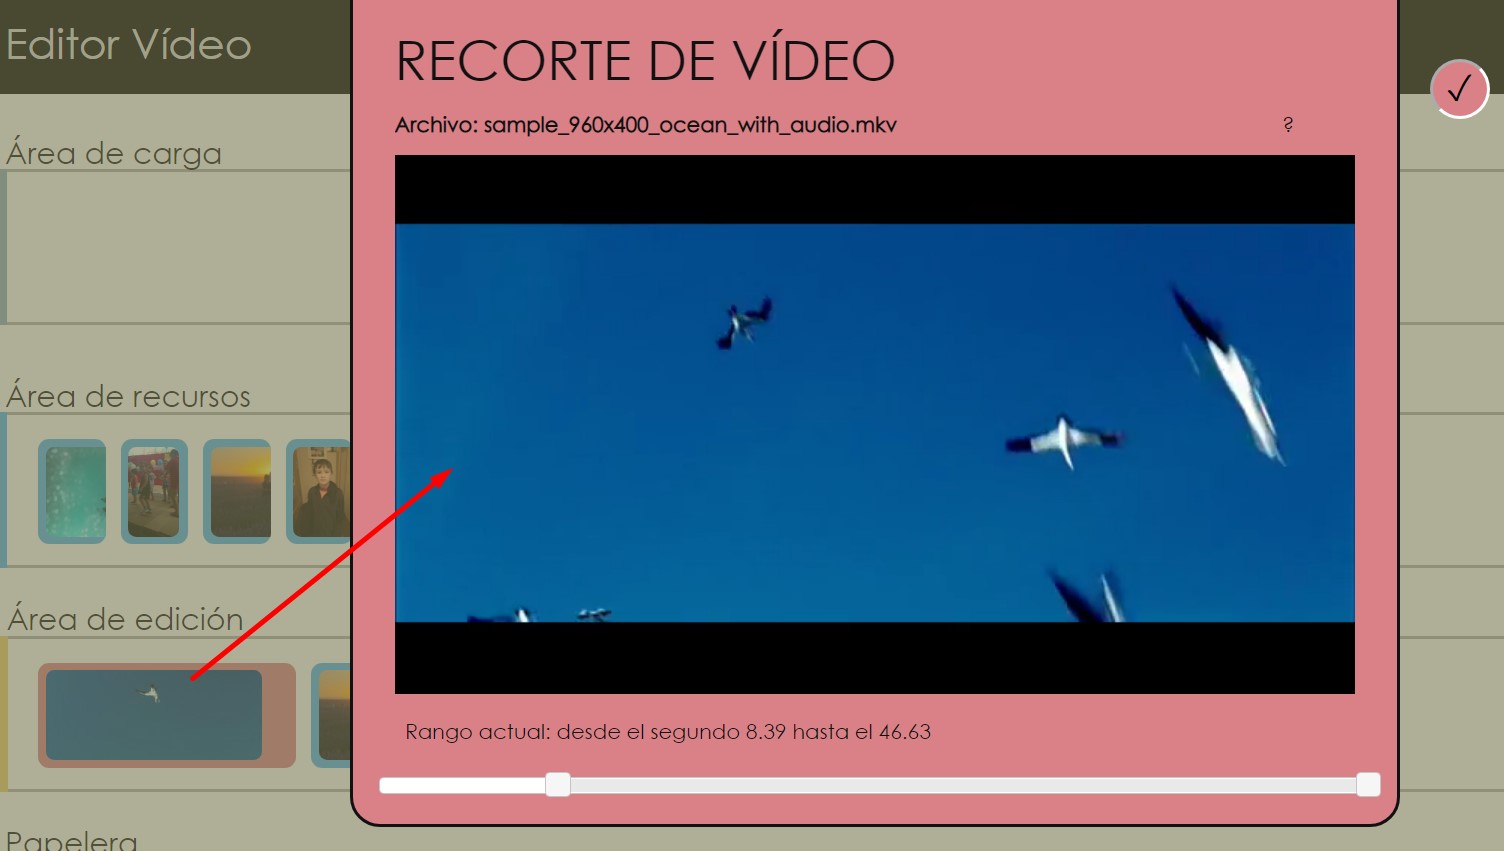 Editor Vídeo
RECORTE DE VÍDEO
Archivo: sample_960x400_ocean_with_audio.mkv
?
✓
Área de carga
Área de recursos
Área de edición
Rango actual: desde el segundo 8.39 hasta el 46.63
Papelera